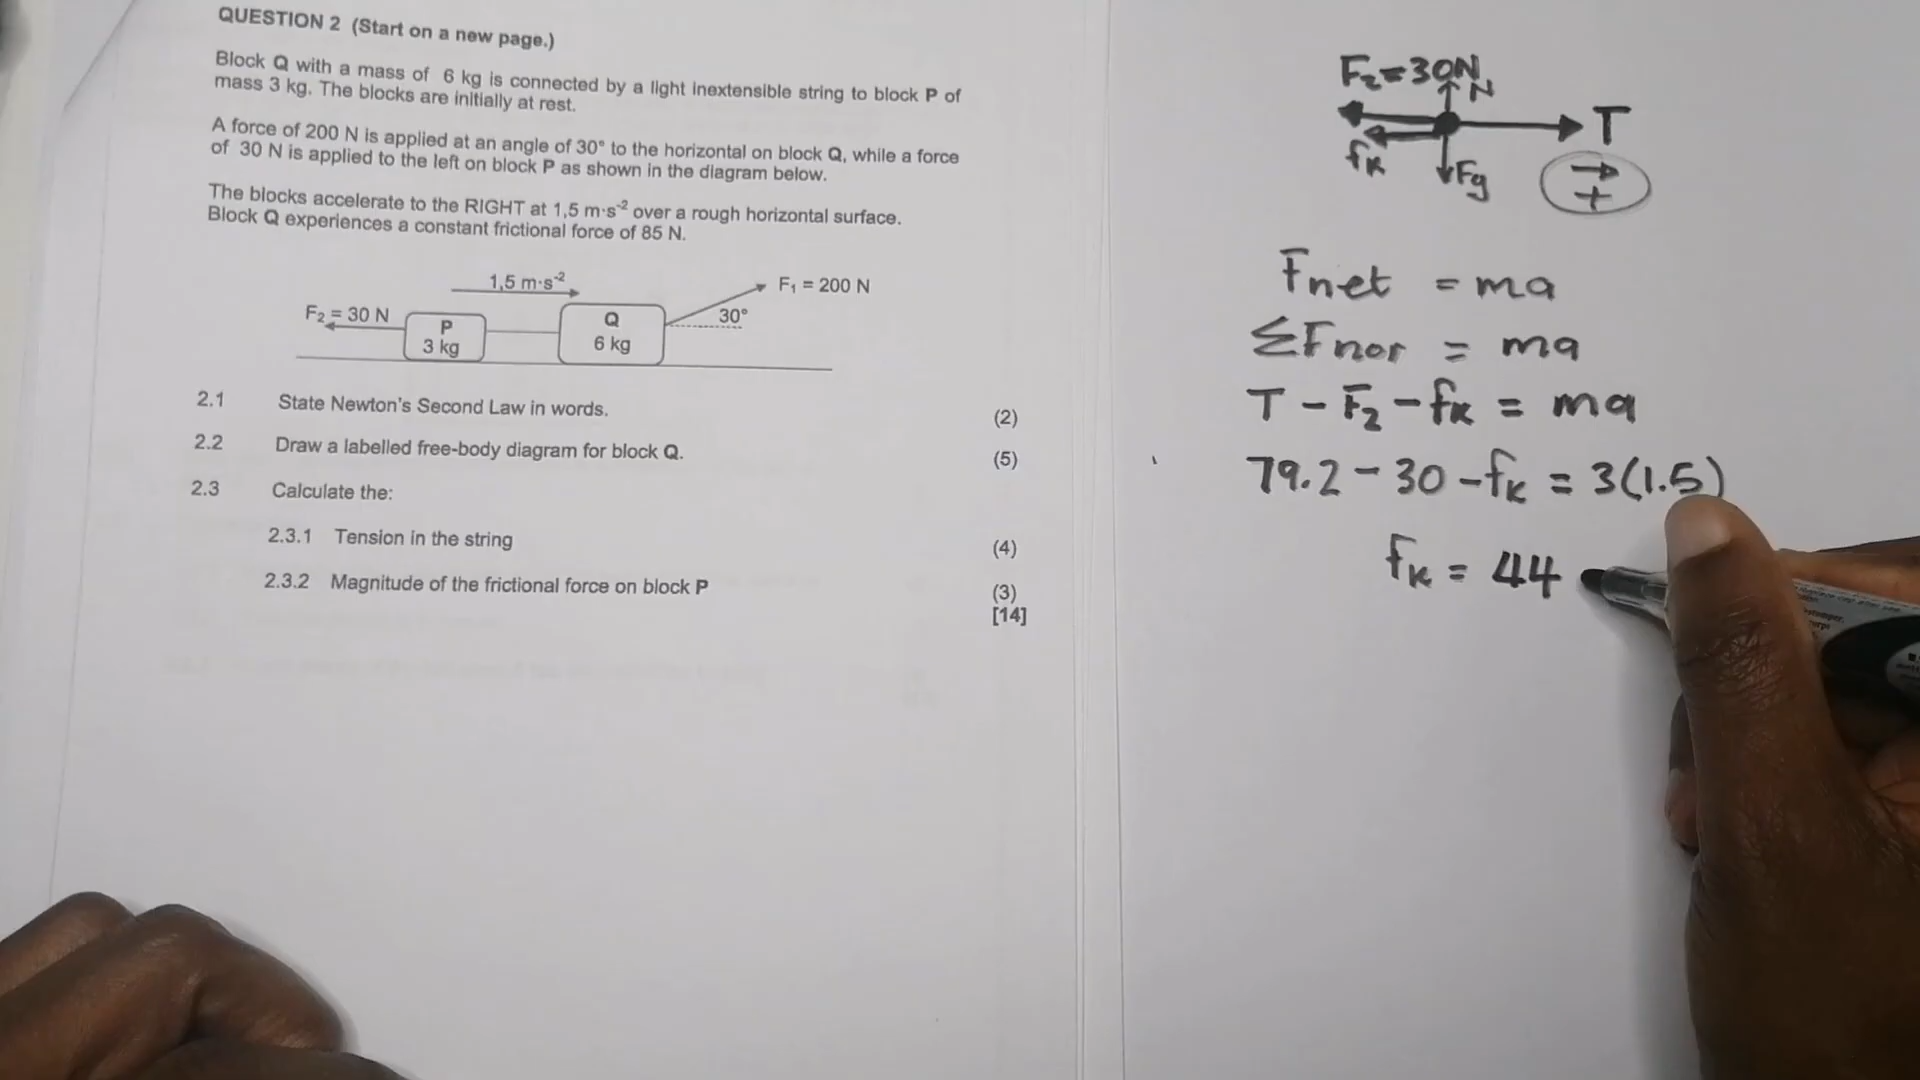 QUESTION 2 (Start on a new page.)
Block Q with a mass of 6 kg is connected by a light inextensible string to block P of
mass 3 kg. The blocks are initially at rest.
A force of 200 N is applied at an angle of 30° to the horizontal on block Q, while a force
of 30 N is applied to the left on block P as shown in the diagram below.
The blocks accelerate to the RIGHT at 1,5 m·s⁻² over a rough horizontal surface.
Block Q experiences a constant frictional force of 85 N.
1,5 m·s⁻²
F₁ = 200 N
F₂ = 30 N
30°
P
3 kg
Q
6 kg
2.1 State Newton's Second Law in words. (2)
2.2 Draw a labelled free-body diagram for block Q. (5)
2.3 Calculate the:
2.3.1 Tension in the string (4)
2.3.2 Magnitude of the frictional force on block P (3)
[14]
F₂=30N
N
T
fk
Fg
+
Fnet = ma
ΣFhor = ma
T - F₂ - fk = ma
79.2 - 30 - fk = 3(1.5)
fk = 44